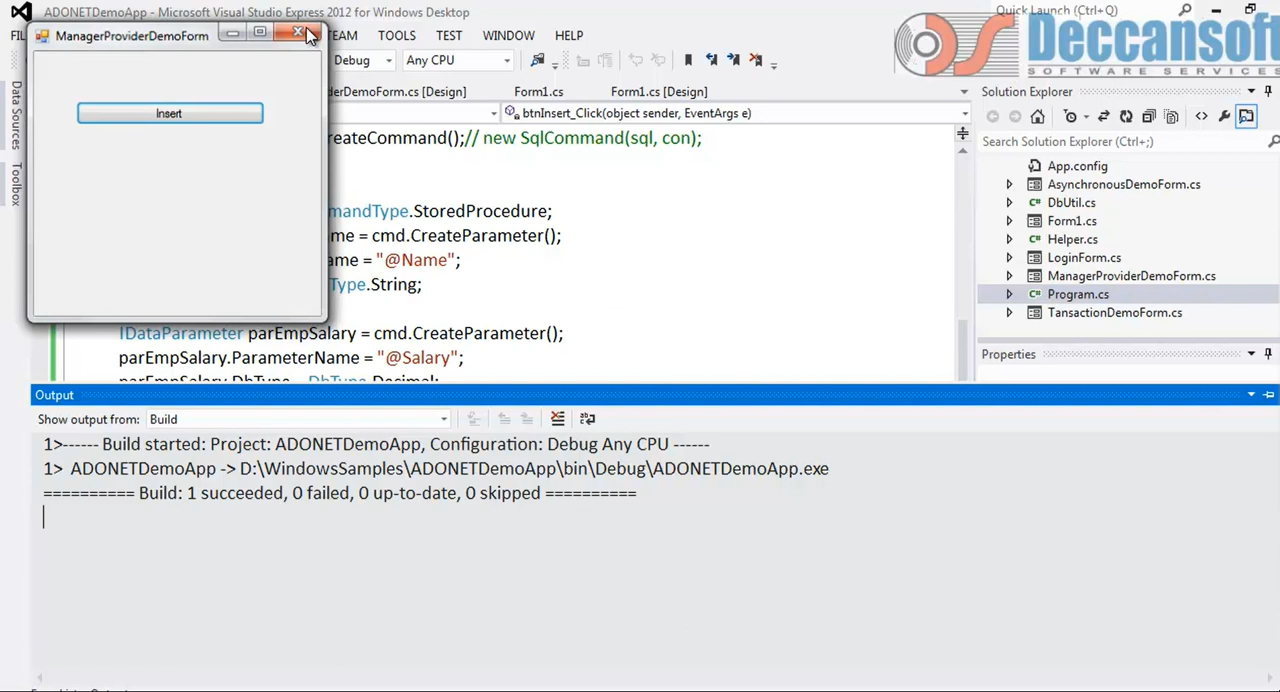 ADONETDemoApp - Microsoft Visual Studio Express 2012 for Windows Desktop
Quick Launch (Ctrl+Q)
Deccansoft
SOFTWARE SERVICES
ManagerProviderDemoForm
TEAM TOOLS TEST WINDOW HELP
Debug Any CPU
Insert
Data Sources
Toolbox
Form1.cs Form1.cs [Design]
btnInsert_Click(object sender, EventArgs e)
reateCommand();// new SqlCommand(sql, con);
mandType.StoredProcedure;
me = cmd.CreateParameter();
ame = "@Name";
Type.String;
IDataParameter parEmpSalary = cmd.CreateParameter();
parEmpSalary.ParameterName = "@Salary";
parEmpSalary.DbType = DbType.Decimal;
Solution Explorer
Search Solution Explorer (Ctrl+;)
App.config
AsynchronousDemoForm.cs
DbUtil.cs
Form1.cs
Helper.cs
LoginForm.cs
ManagerProviderDemoForm.cs
Program.cs
TansactionDemoForm.cs
Properties
Output
Show output from: Build
1>------ Build started: Project: ADONETDemoApp, Configuration: Debug Any CPU ------
1> ADONETDemoApp -> D:\WindowsSamples\ADONETDemoApp\bin\Debug\ADONETDemoApp.exe
========== Build: 1 succeeded, 0 failed, 0 up-to-date, 0 skipped ==========